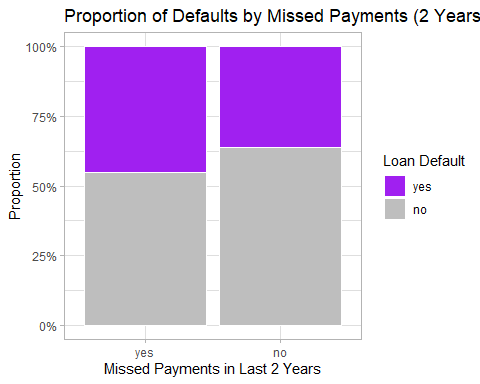 Proportion of Defaults by Missed Payments (2 Years
100%
75%
50%
25%
0%
Proportion
yes
no
Missed Payments in Last 2 Years
Loan Default
yes
no